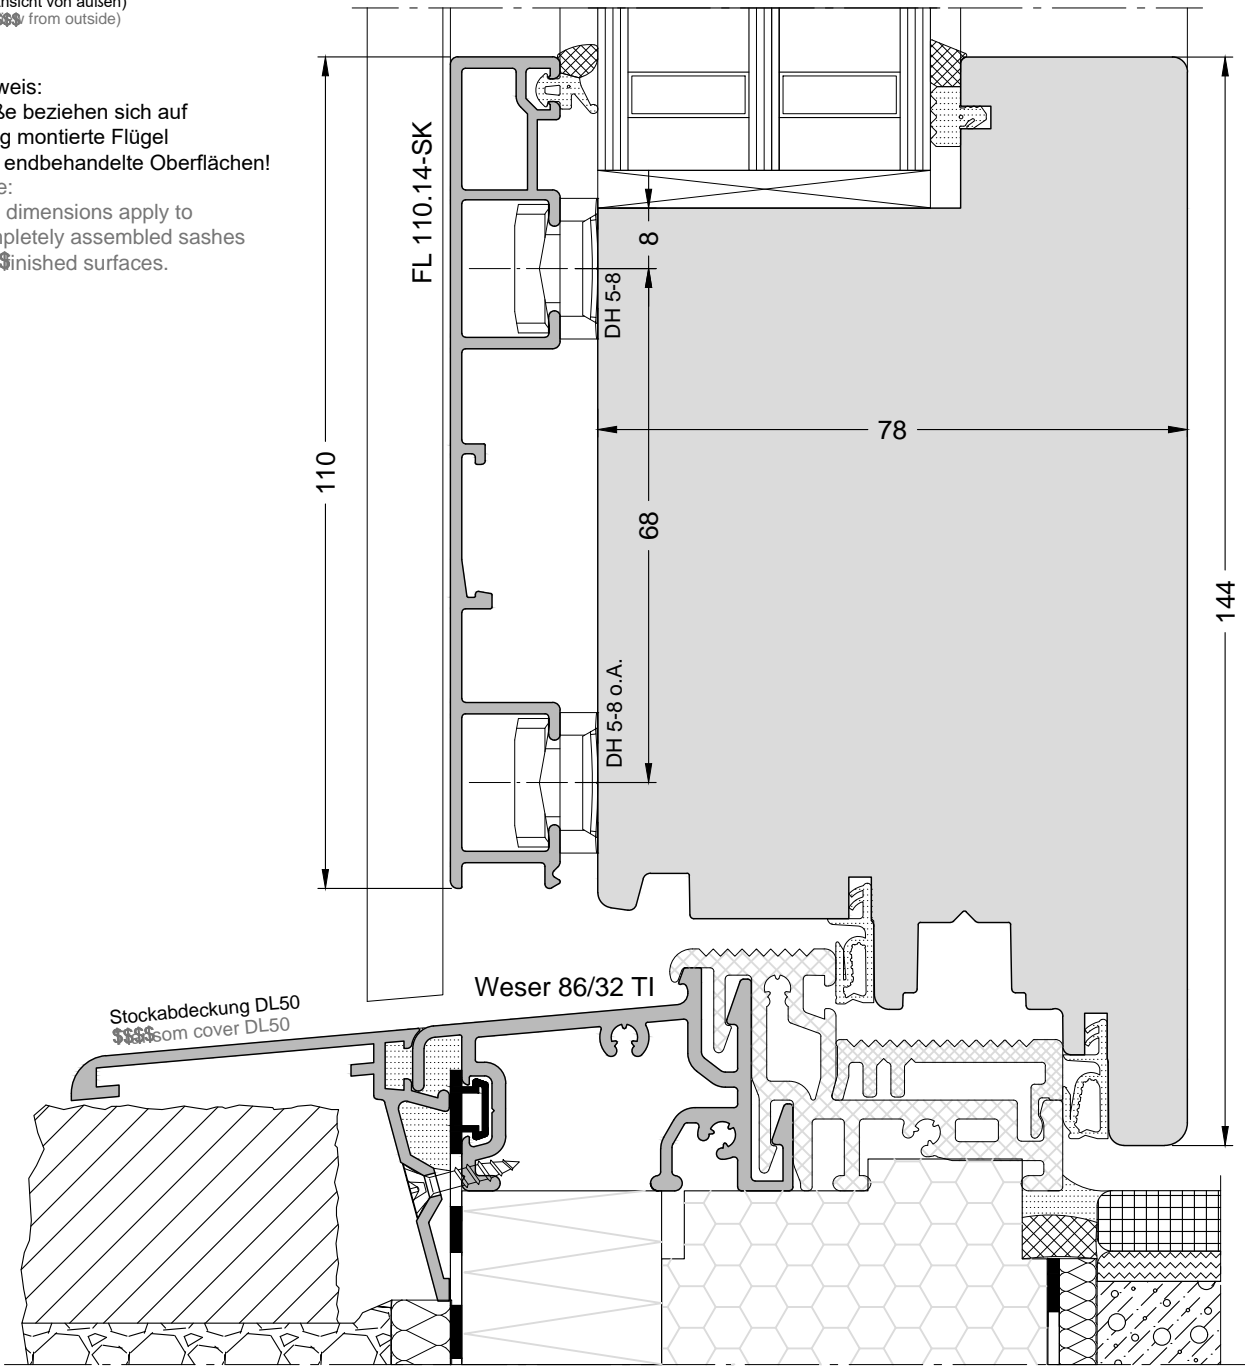 nsicht von außen)
from outside)
weis:
ße beziehen sich auf
g montierte Flügel
endbehandelte Oberflächen!
e:
dimensions apply to
pletely assembled sashes
finished surfaces.
FL 110.14-SK
8
DH 5-8
78
110
68
144
DH 5-8 o.A.
Weser 86/32 TI
Stockabdeckung DL50
cover DL50